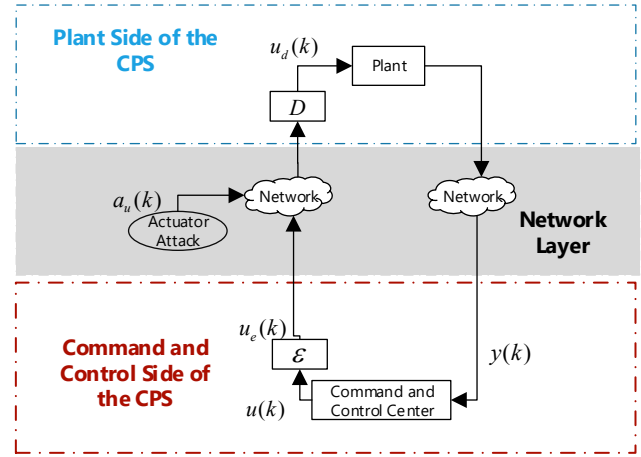 Plant Side of the
CPS
u_d(k)
Plant
D
a_u(k)
Actuator
Attack
Network
Network
Network
Layer
u_e(k)
Command and
Control Side of
the CPS
ε
y(k)
u(k)
Command and
Control Center